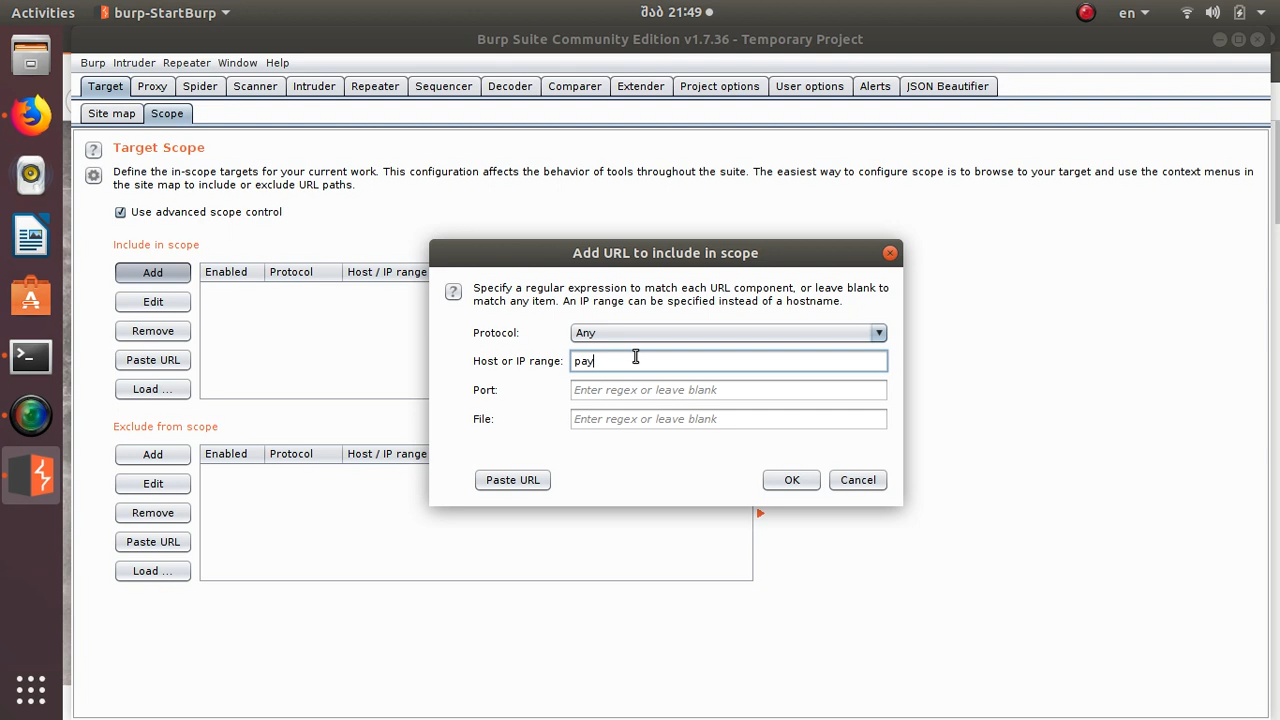 Activities burp-StartBurp შაბ 21:49 en
Burp Suite Community Edition v1.7.36 - Temporary Project
Burp Intruder Repeater Window Help
Target Proxy Spider Scanner Intruder Repeater Sequencer Decoder Comparer Extender Project options User options Alerts JSON Beautifier
Site map Scope
? Target Scope
Define the in-scope targets for your current work. This configuration affects the behavior of tools throughout the suite. The easiest way to configure scope is to browse to your target and use the context menus in
the site map to include or exclude URL paths.
Use advanced scope control
Include in scope
Add Enabled Protocol Host / IP range
Edit
Remove
Paste URL
Load ...
Exclude from scope
Add Enabled Protocol Host / IP range
Edit
Remove
Paste URL
Load ...
Add URL to include in scope
? Specify a regular expression to match each URL component, or leave blank to
match any item. An IP range can be specified instead of a hostname.
Protocol: Any
Host or IP range: pay
Port: Enter regex or leave blank
File: Enter regex or leave blank
Paste URL OK Cancel